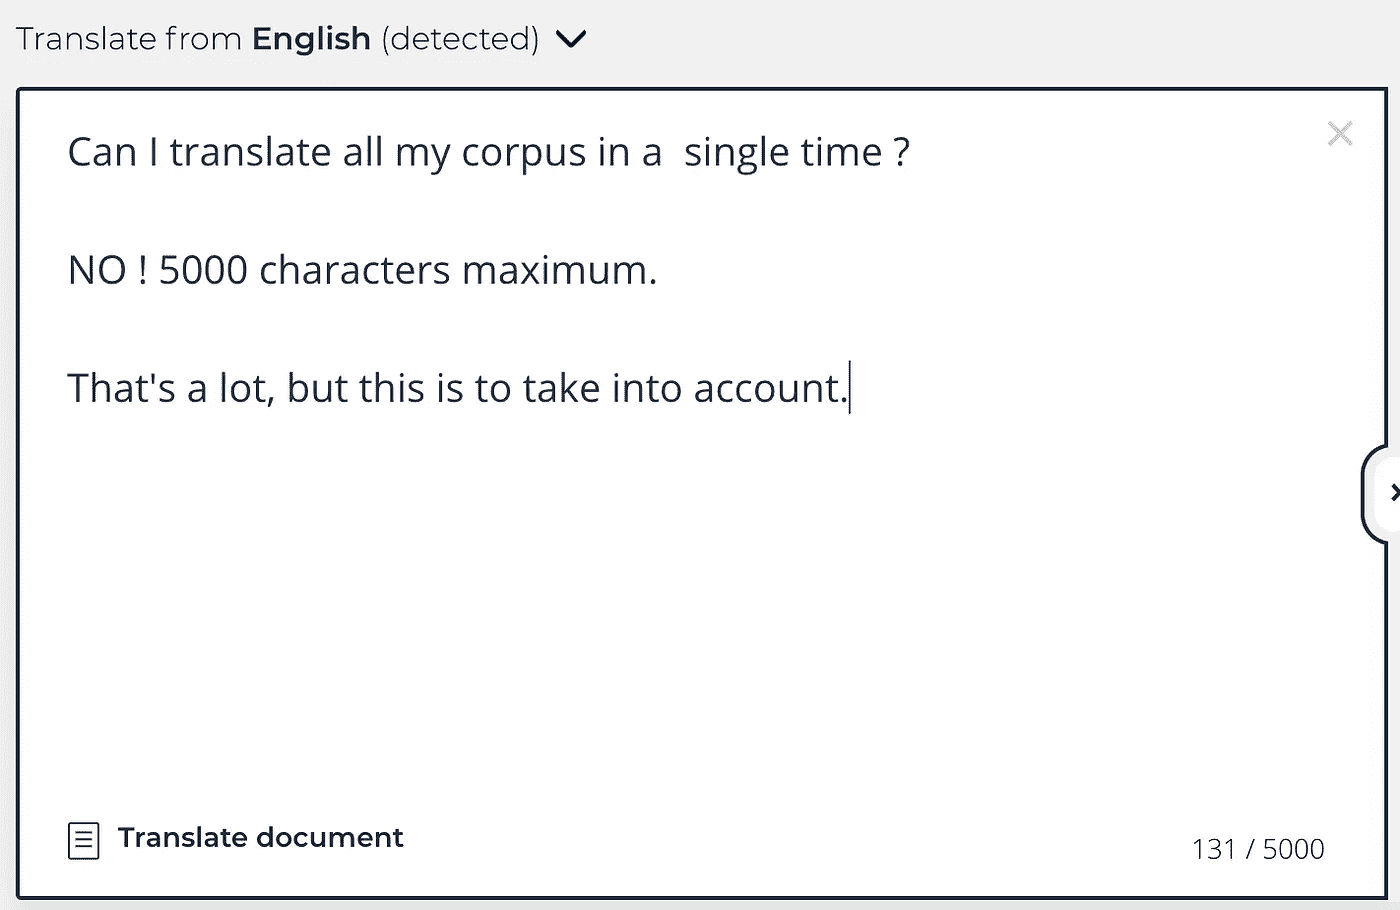 Translate from English (detected)
Can I translate all my corpus in a  single time ?
NO ! 5000 characters maximum.
That's a lot, but this is to take into account.
Translate document
131 / 5000